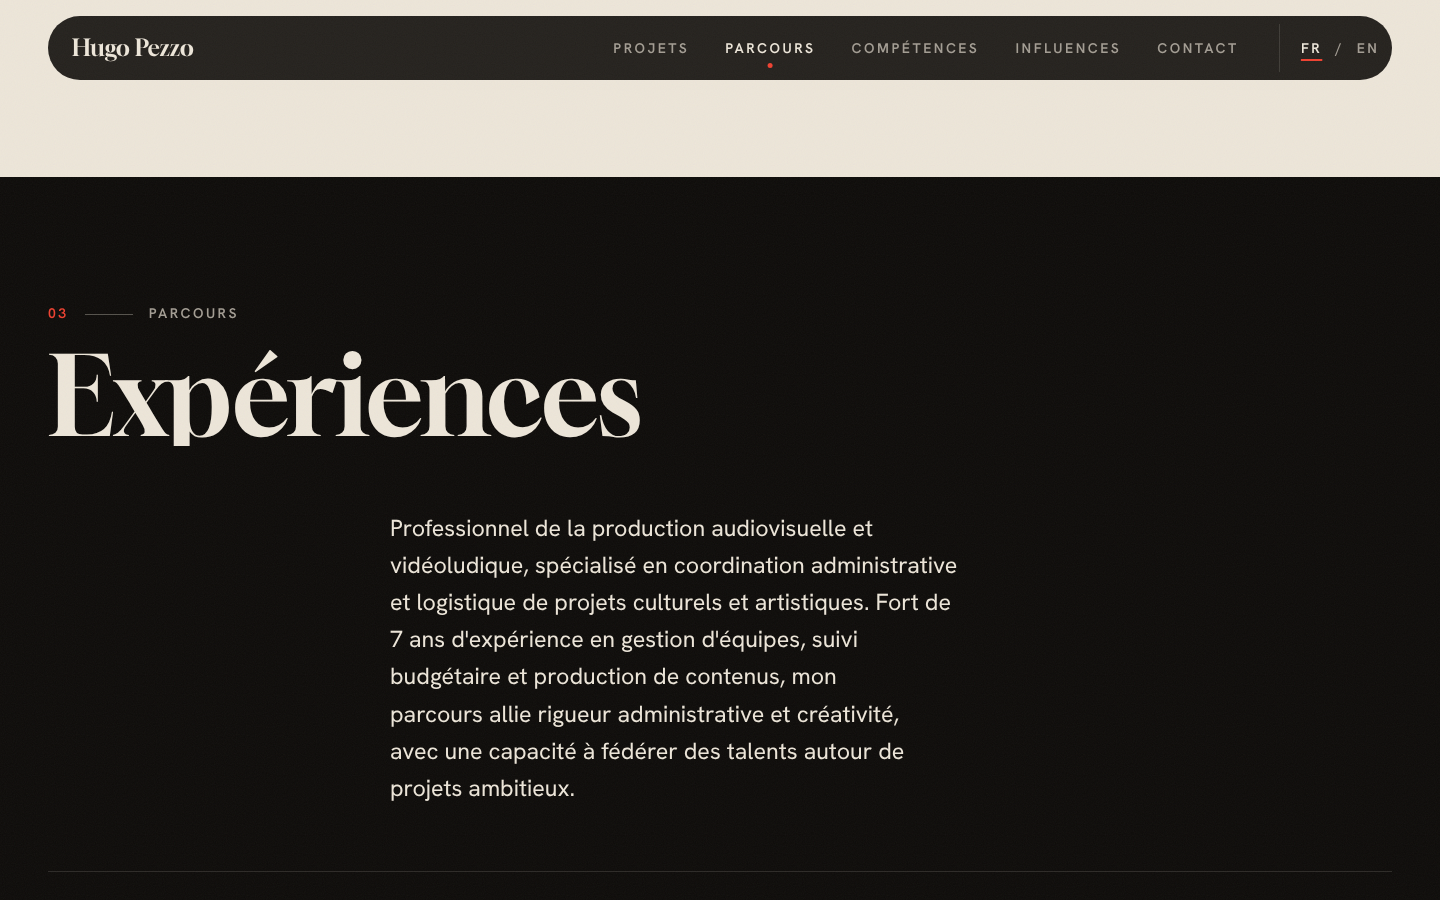 Hugo Pezzo
PROJETS
PARCOURS
COMPÉTENCES
INFLUENCES
CONTACT
FR / EN
03 PARCOURS
Expériences
Professionnel de la production audiovisuelle et
vidéoludique, spécialisé en coordination administrative
et logistique de projets culturels et artistiques. Fort de
7 ans d'expérience en gestion d'équipes, suivi
budgétaire et production de contenus, mon
parcours allie rigueur administrative et créativité,
avec une capacité à fédérer des talents autour de
projets ambitieux.